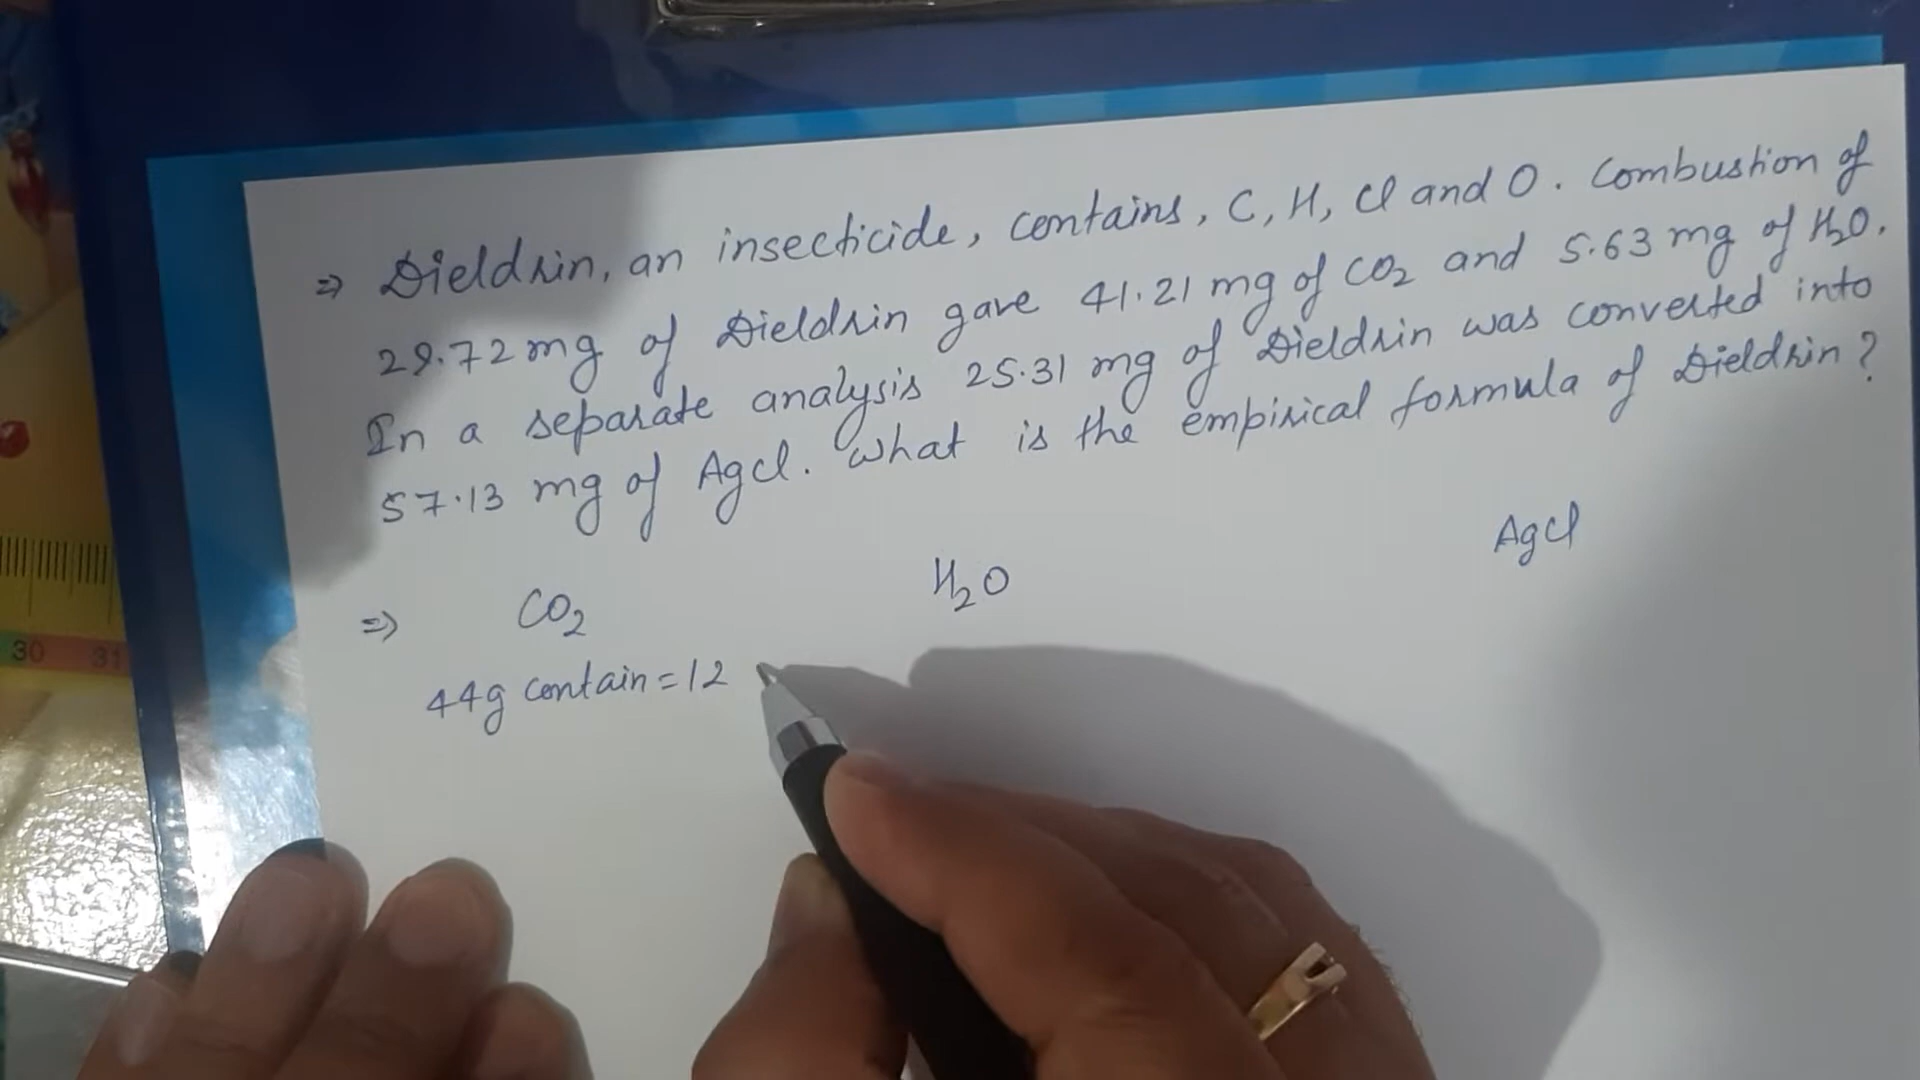 ⇒ Dieldrin, an insecticide, contains, C, H, Cl and O. Combustion of
29.72 mg of Dieldrin gave 41.21 mg of CO₂ and 5.63 mg of H₂O.
In a separate analysis 25.31 mg of Dieldrin was converted into
57.13 mg of AgCl. What is the empirical formula of Dieldrin?
⇒ CO₂ H₂O AgCl
44g contain = 12
30 31